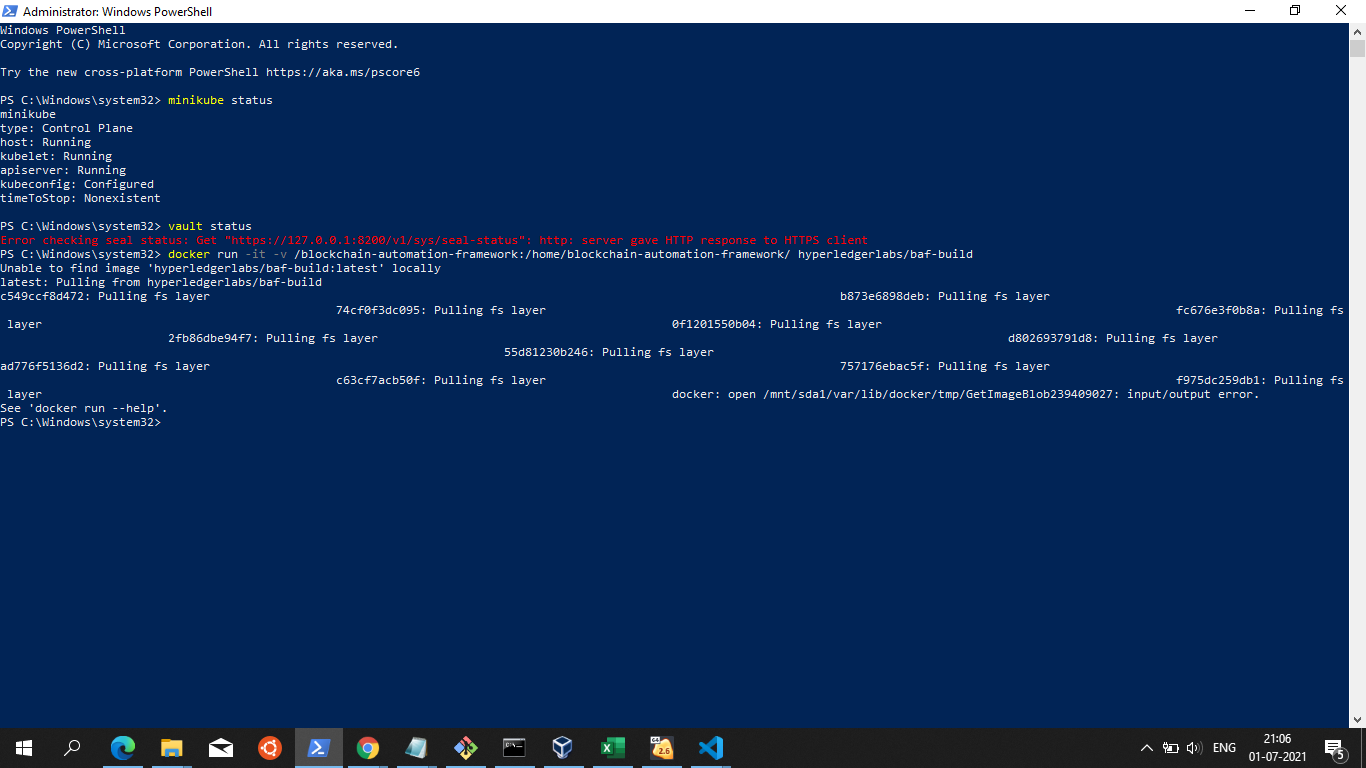 Administrator: Windows PowerShell
Windows PowerShell
Copyright (C) Microsoft Corporation. All rights reserved.
Try the new cross-platform PowerShell https://aka.ms/pscore6
PS C:\Windows\system32> minikube status
minikube
type: Control Plane
host: Running
kubelet: Running
apiserver: Running
kubeconfig: Configured
timeToStop: Nonexistent
PS C:\Windows\system32> vault status
Error checking seal status: Get "https://127.0.0.1:8200/v1/sys/seal-status": http: server gave HTTP response to HTTPS client
PS C:\Windows\system32> docker run -it -v /blockchain-automation-framework:/home/blockchain-automation-framework/ hyperledgerlabs/baf-build
Unable to find image 'hyperledgerlabs/baf-build:latest' locally
latest: Pulling from hyperledgerlabs/baf-build
c549ccf8d472: Pulling fs layer b873e6898deb: Pulling fs layer
74cf0f3dc095: Pulling fs layer fc676e3f0b8a: Pulling fs
layer 0f1201550b04: Pulling fs layer
2fb86dbe94f7: Pulling fs layer d802693791d8: Pulling fs layer
55d81230b246: Pulling fs layer
ad776f5136d2: Pulling fs layer 757176ebac5f: Pulling fs layer
c63cf7acb50f: Pulling fs layer f975dc259db1: Pulling fs
layer docker: open /mnt/sda1/var/lib/docker/tmp/GetImageBlob239409027: input/output error.
See 'docker run --help'.
PS C:\Windows\system32>
64
2.6
ENG
21:06
01-07-2021
5